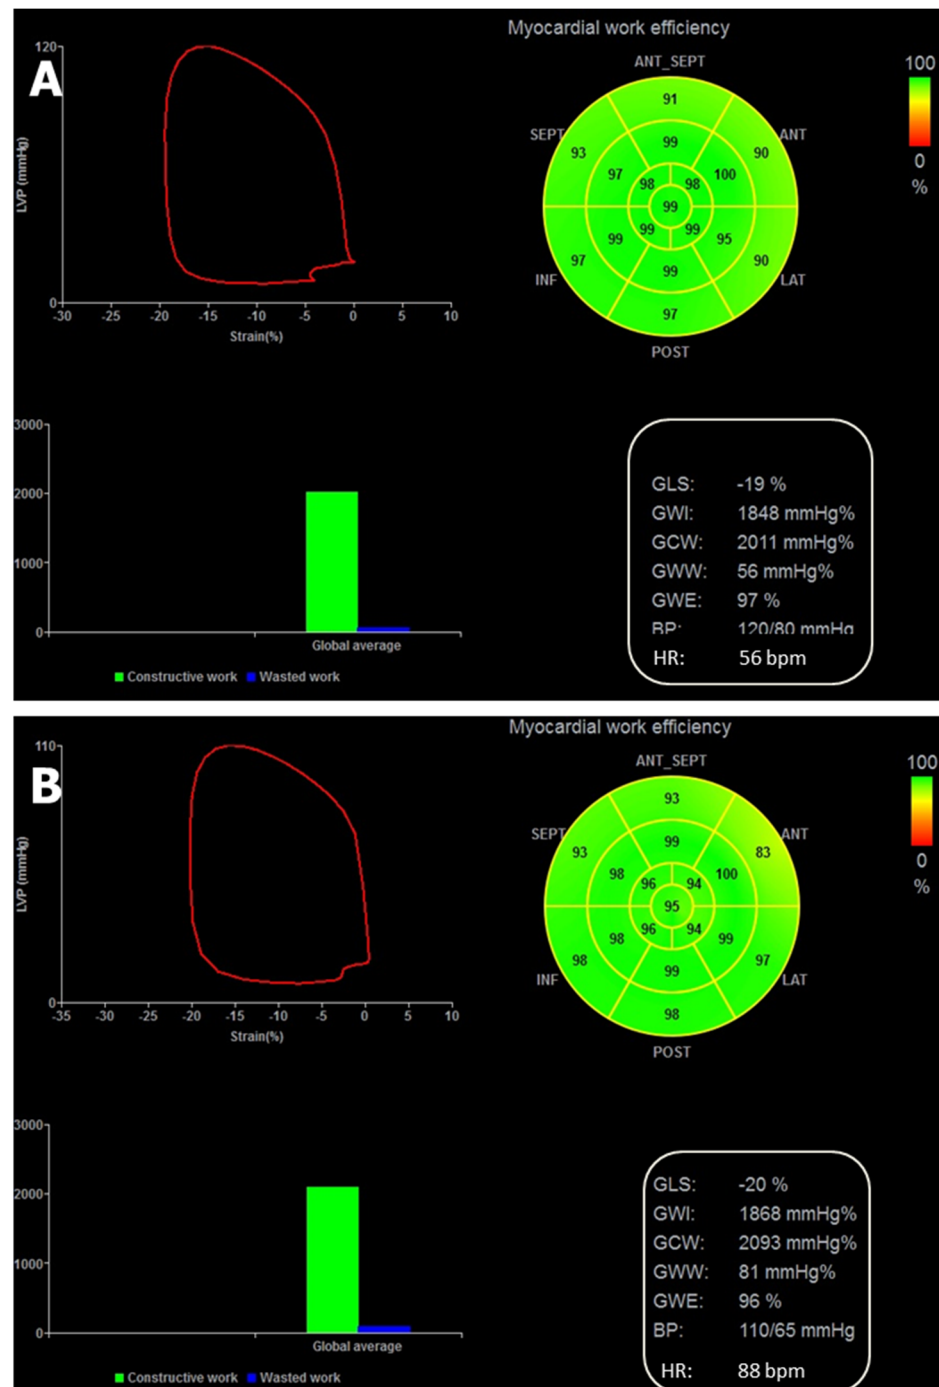 A
Myocardial work efficiency
120
LVP (mmHg)
0
-30 -25 -20 -15 -10 -5 0 5 10
Strain(%)
ANT_SEPT
SEPT ANT
INF LAT
POST
91
93 99 90
97 98 98 100
99
97 99 99 99 95 90
99
97
100
0
%
3000
2000
1000
0
Global average
Constructive work Wasted work
GLS: -19 %
GWI: 1848 mmHg%
GCW: 2011 mmHg%
GWW: 56 mmHg%
GWE: 97 %
BP: 120/80 mmHg
HR: 56 bpm
B
Myocardial work efficiency
110
LVP (mmHg)
0
-35 -30 -25 -20 -15 -10 -5 0 5 10
Strain(%)
ANT_SEPT
SEPT ANT
INF LAT
POST
93
93 99 83
98 96 94 100
95
98 98 96 94 99 97
99
98
100
0
%
3000
2000
1000
0
Global average
Constructive work Wasted work
GLS: -20 %
GWI: 1868 mmHg%
GCW: 2093 mmHg%
GWW: 81 mmHg%
GWE: 96 %
BP: 110/65 mmHg
HR: 88 bpm